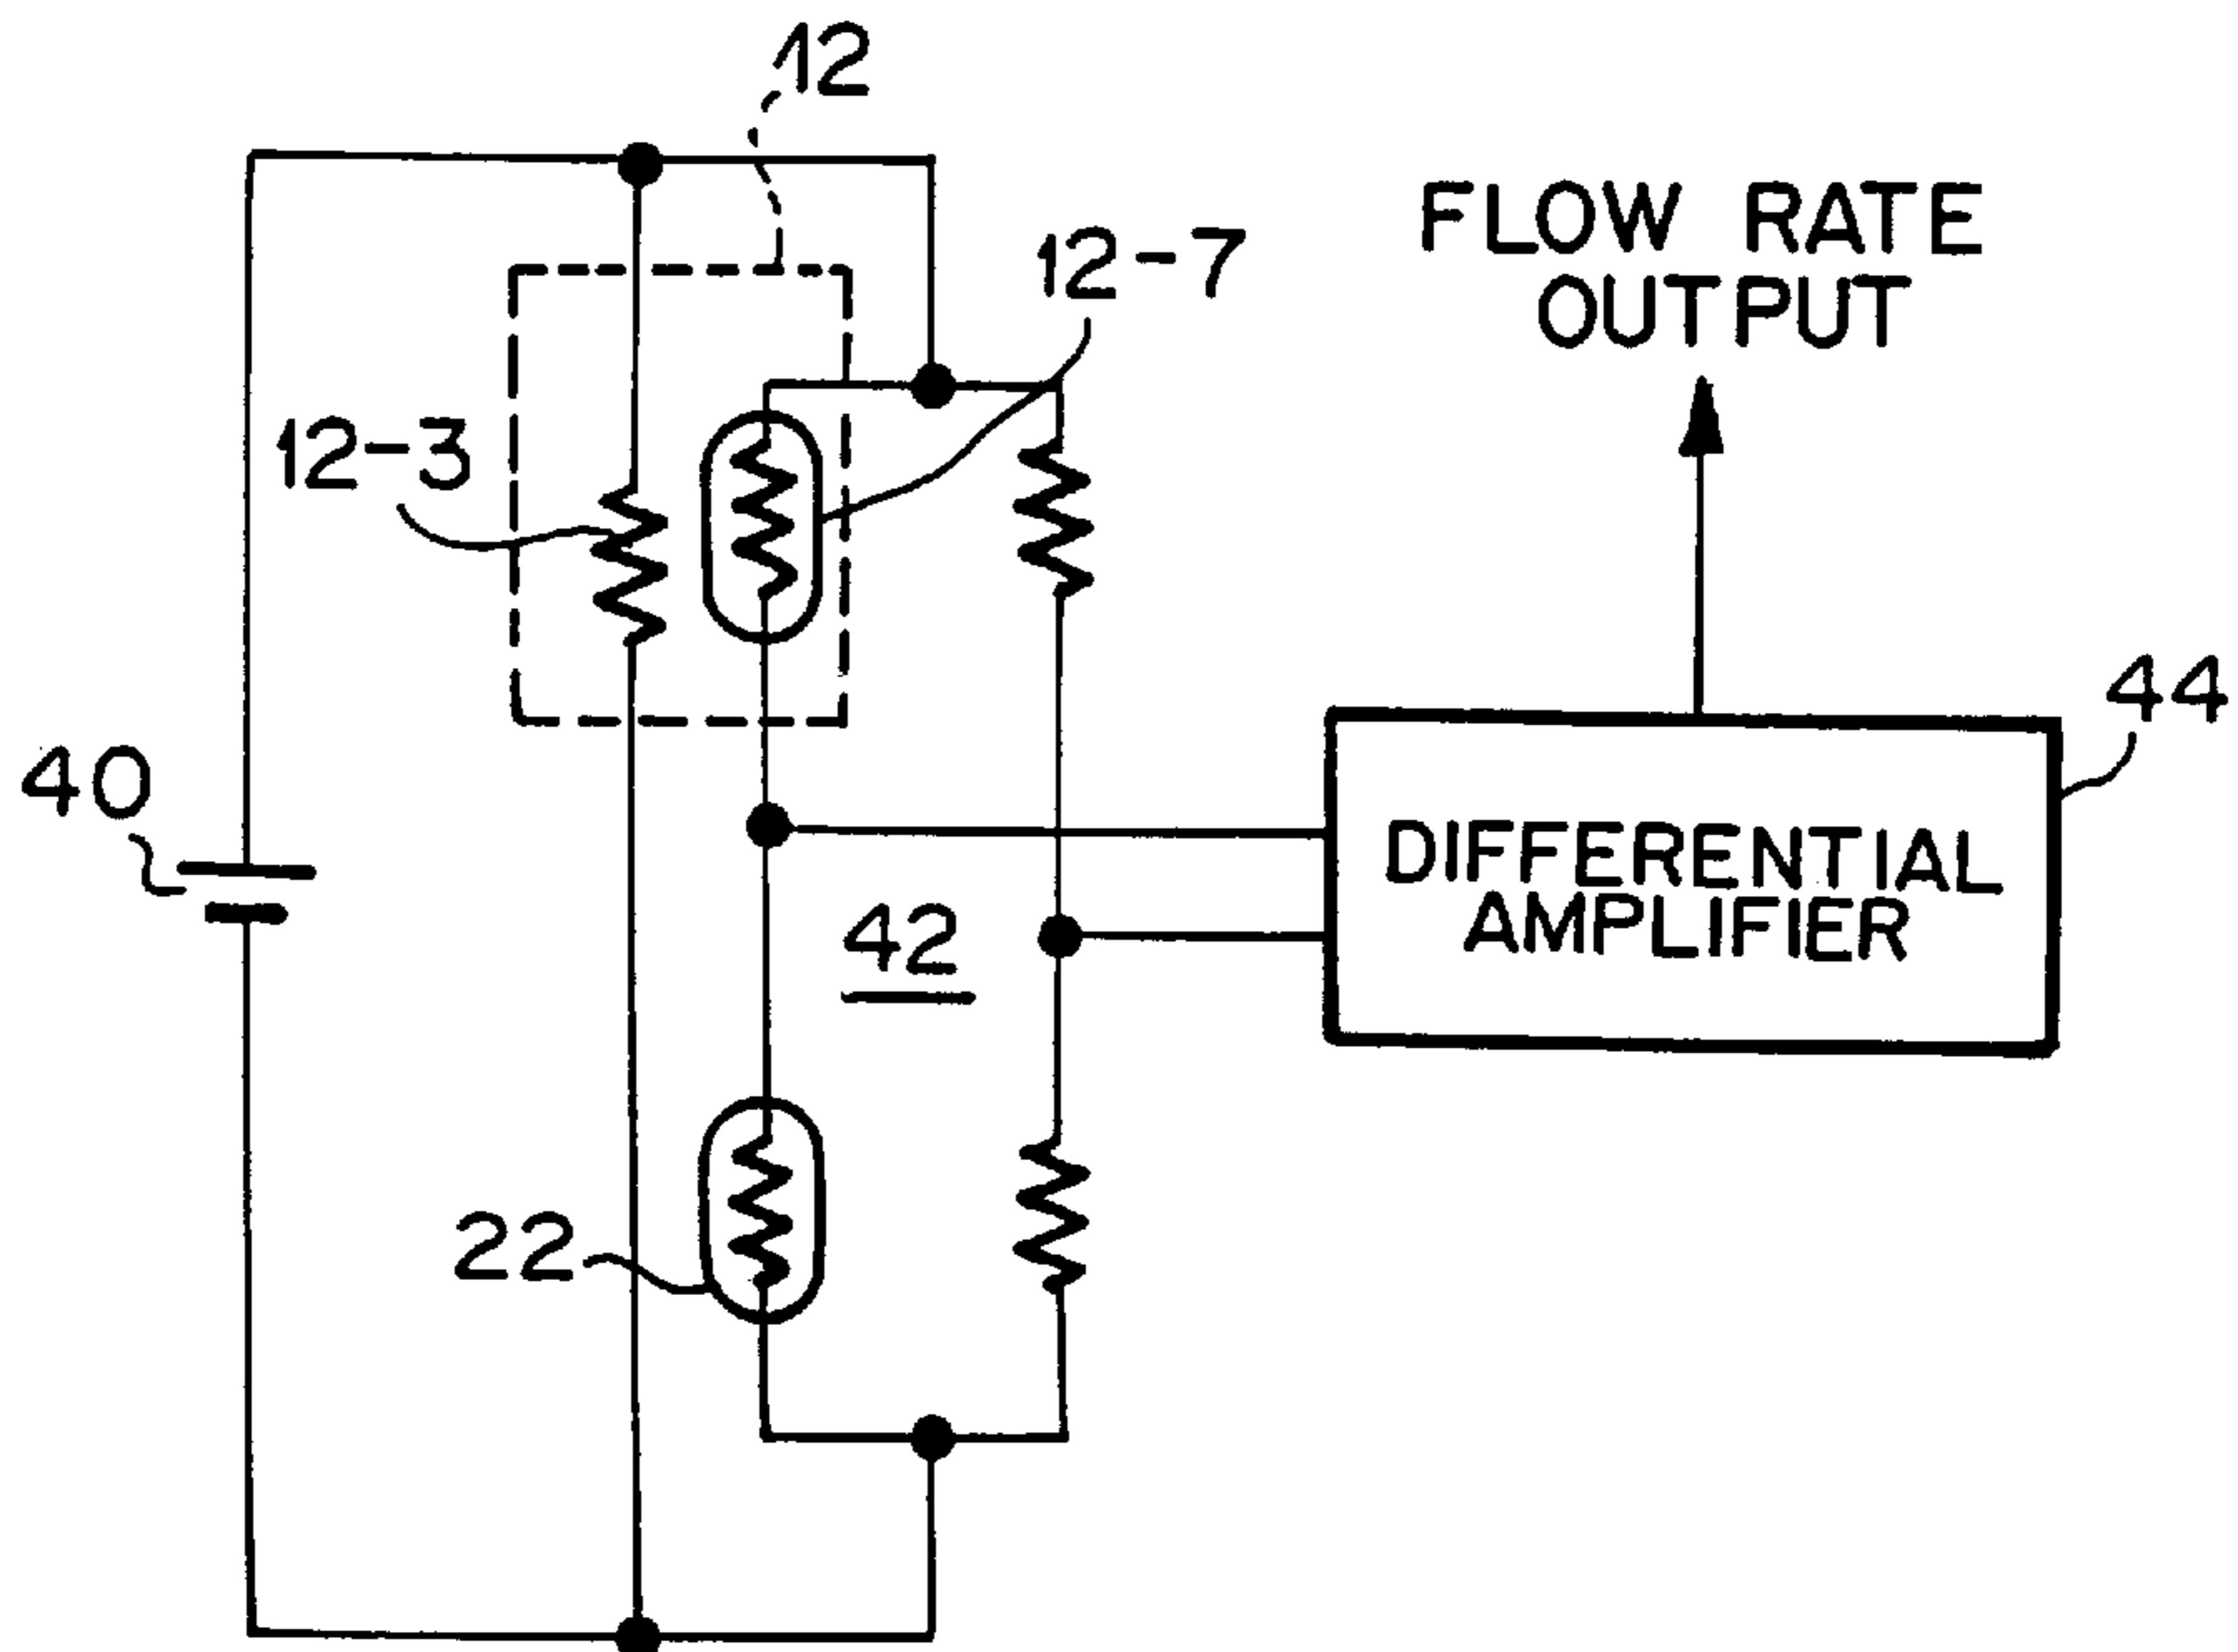 12
12-7
FLOW RATE
OUTPUT
12-3
44
40
DIFFERENTIAL
AMPLIFIER
42
22